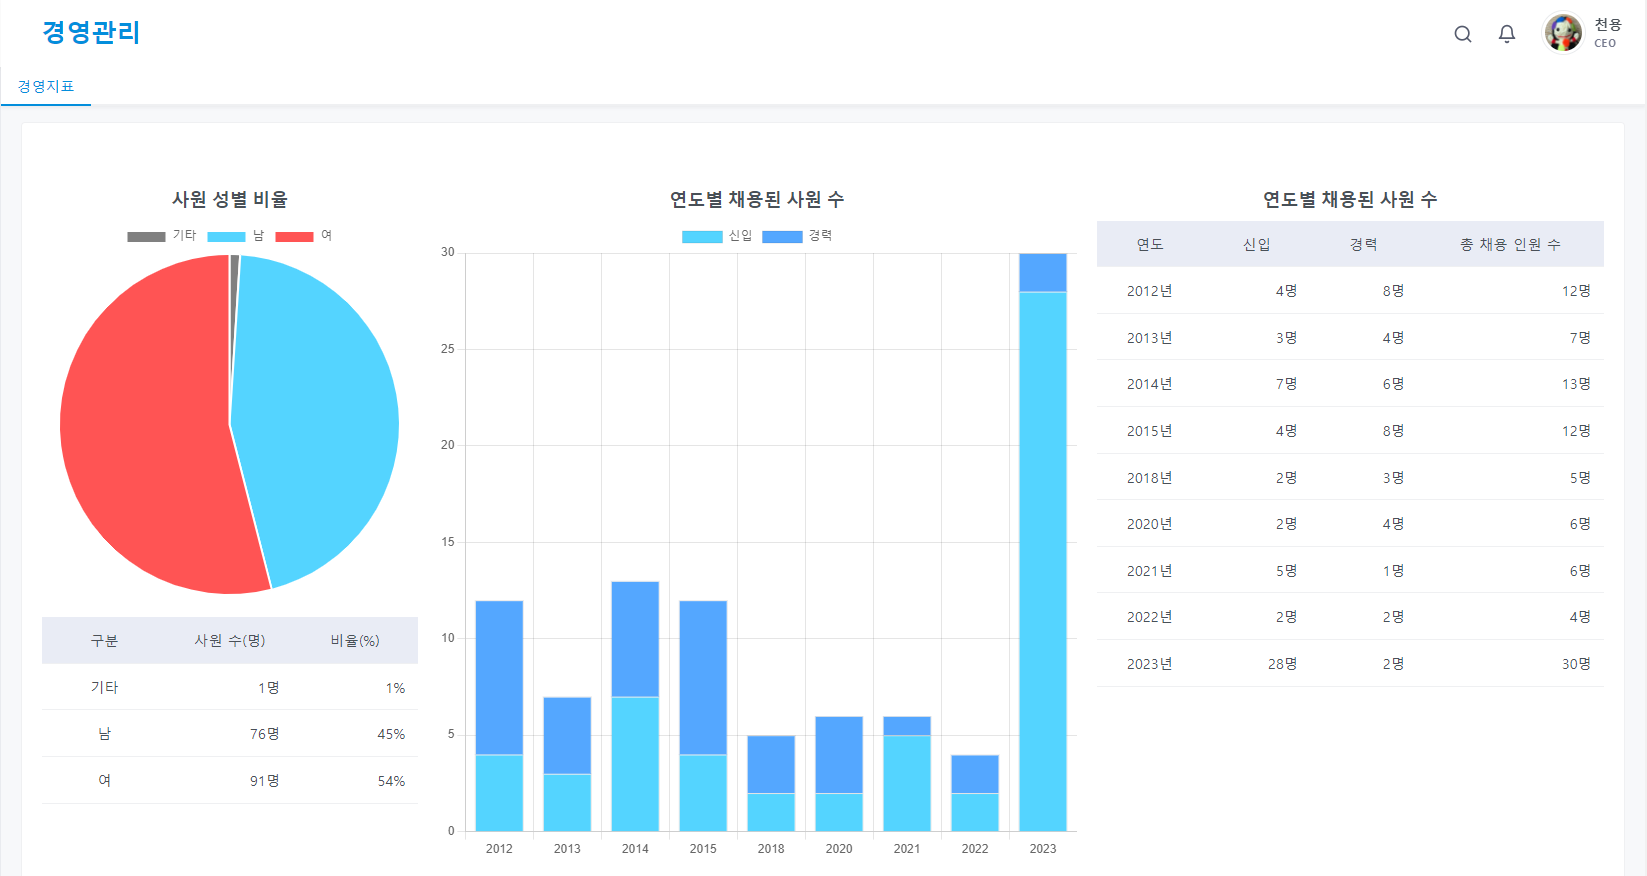 경영관리
천용
CEO
경영지표
사원 성별 비율
기타 남 여
구분 사원 수(명) 비율(%)
기타 1명 1%
남 76명 45%
여 91명 54%
연도별 채용된 사원 수
신입 경력
30
25
20
15
10
5
0
2012 2013 2014 2015 2018 2020 2021 2022 2023
연도별 채용된 사원 수
연도 신입 경력 총 채용 인원 수
2012년 4명 8명 12명
2013년 3명 4명 7명
2014년 7명 6명 13명
2015년 4명 8명 12명
2018년 2명 3명 5명
2020년 2명 4명 6명
2021년 5명 1명 6명
2022년 2명 2명 4명
2023년 28명 2명 30명